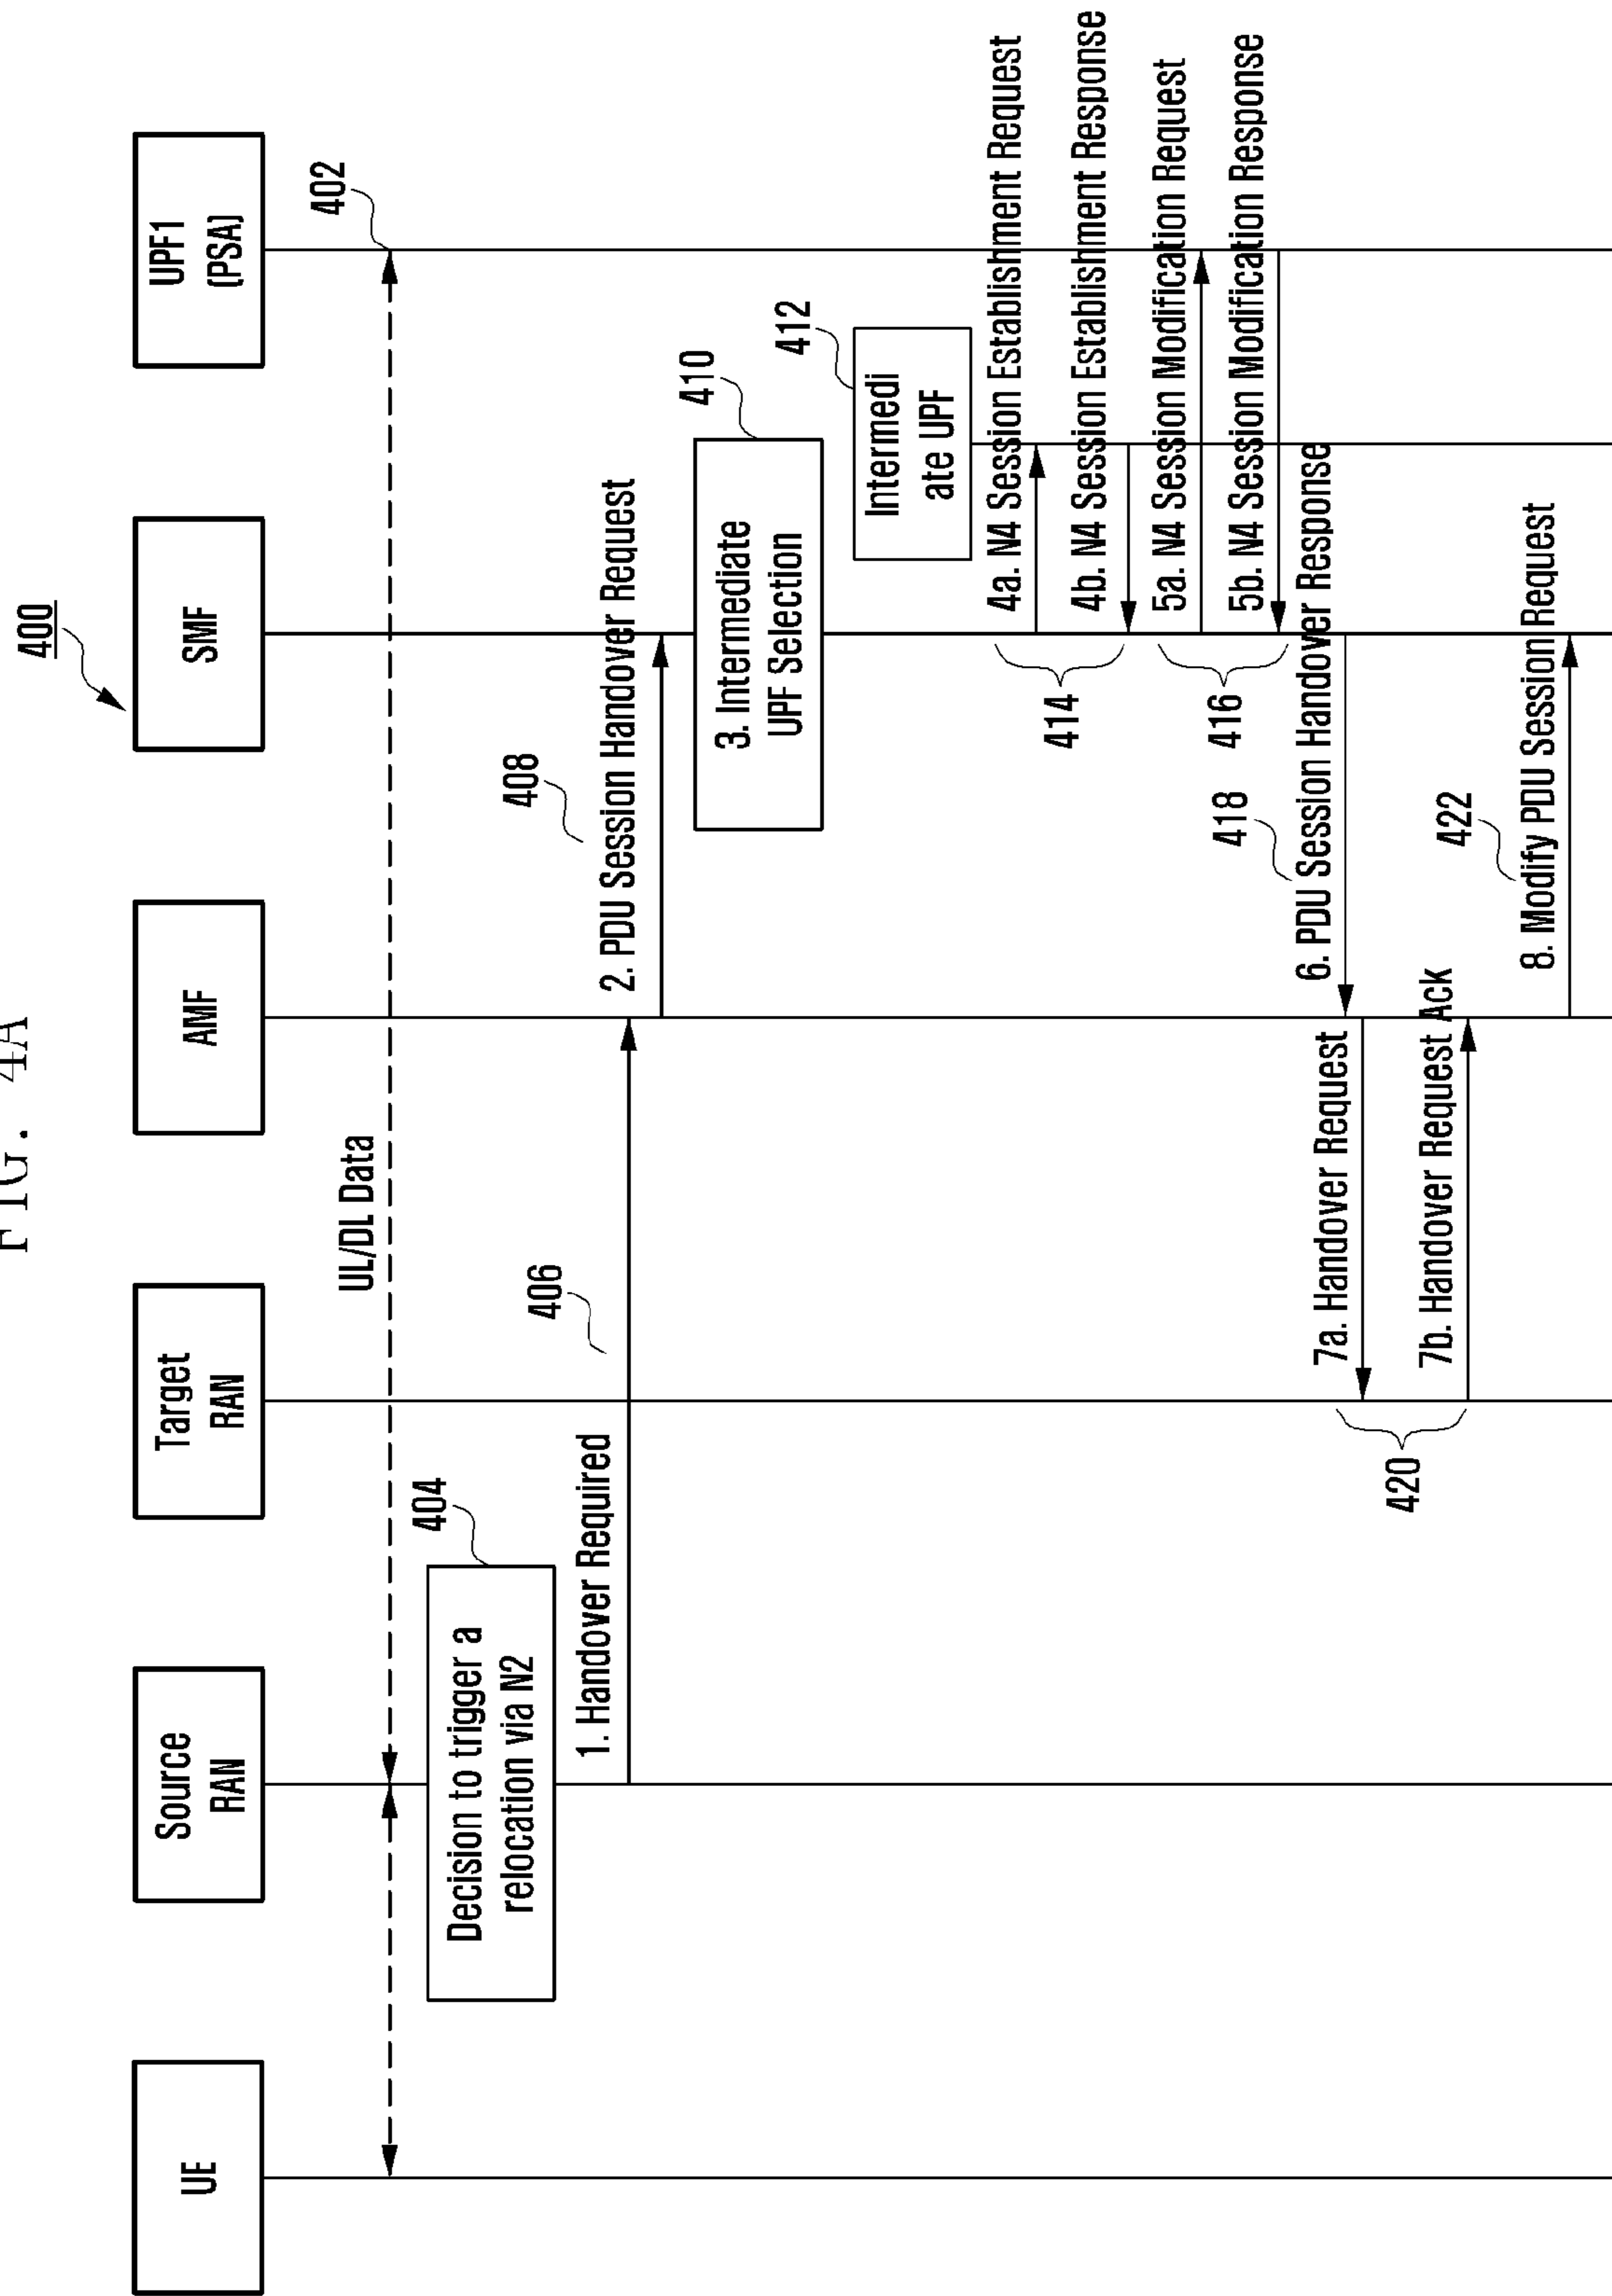 FIG. 4A
400
UE
Source
RAN
Target
RAN
AMF
SMF
UPF1
(PSA)
UL/DL Data
402
Decision to trigger a
relocation via N2
404
1. Handover Required
406
2. PDU Session Handover Request
408
3. Intermediate
UPF Selection
410
Intermedi
ate UPF
412
4a. N4 Session Establishment Request
4b. N4 Session Establishment Response
414
5a. N4 Session Modification Request
5b. N4 Session Modification Response
416
6. PDU Session Handover Response
418
7a. Handover Request
7b. Handover Request Ack
420
8. Modify PDU Session Request
422